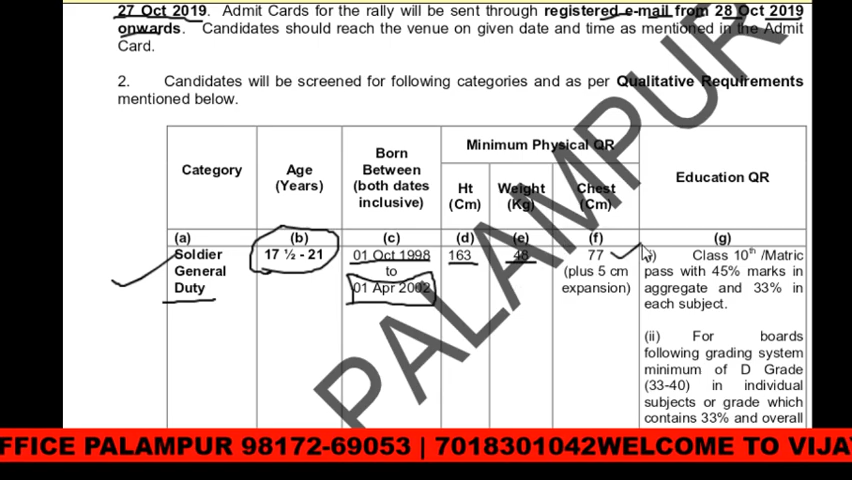 27 Oct 2019. Admit Cards for the rally will be sent through registered e-mail from 28 Oct 2019
onwards. Candidates should reach the venue on given date and time as mentioned in the Admit
Card.
2. Candidates will be screened for following categories and as per Qualitative Requirements
mentioned below.
Category
Age
(Years)
Born
Between
(both dates
inclusive)
Minimum Physical QR
Ht
(Cm)
Weight
(Kg)
Chest
(Cm)
Education QR
(a) (b) (c) (d) (e) (f) (g)
Soldier
General
Duty
17 ½ - 21
01 Oct 1998
to
01 Apr 2002
163
48
77
(plus 5 cm
expansion)
(i) Class 10th /Matric
pass with 45% marks in
aggregate and 33% in
each subject.
(ii) For boards
following grading system
minimum of D Grade
(33-40) in individual
subjects or grade which
contains 33% and overall
PALAMPUR
FFICE PALAMPUR 98172-69053 | 7018301042WELCOME TO VIJA